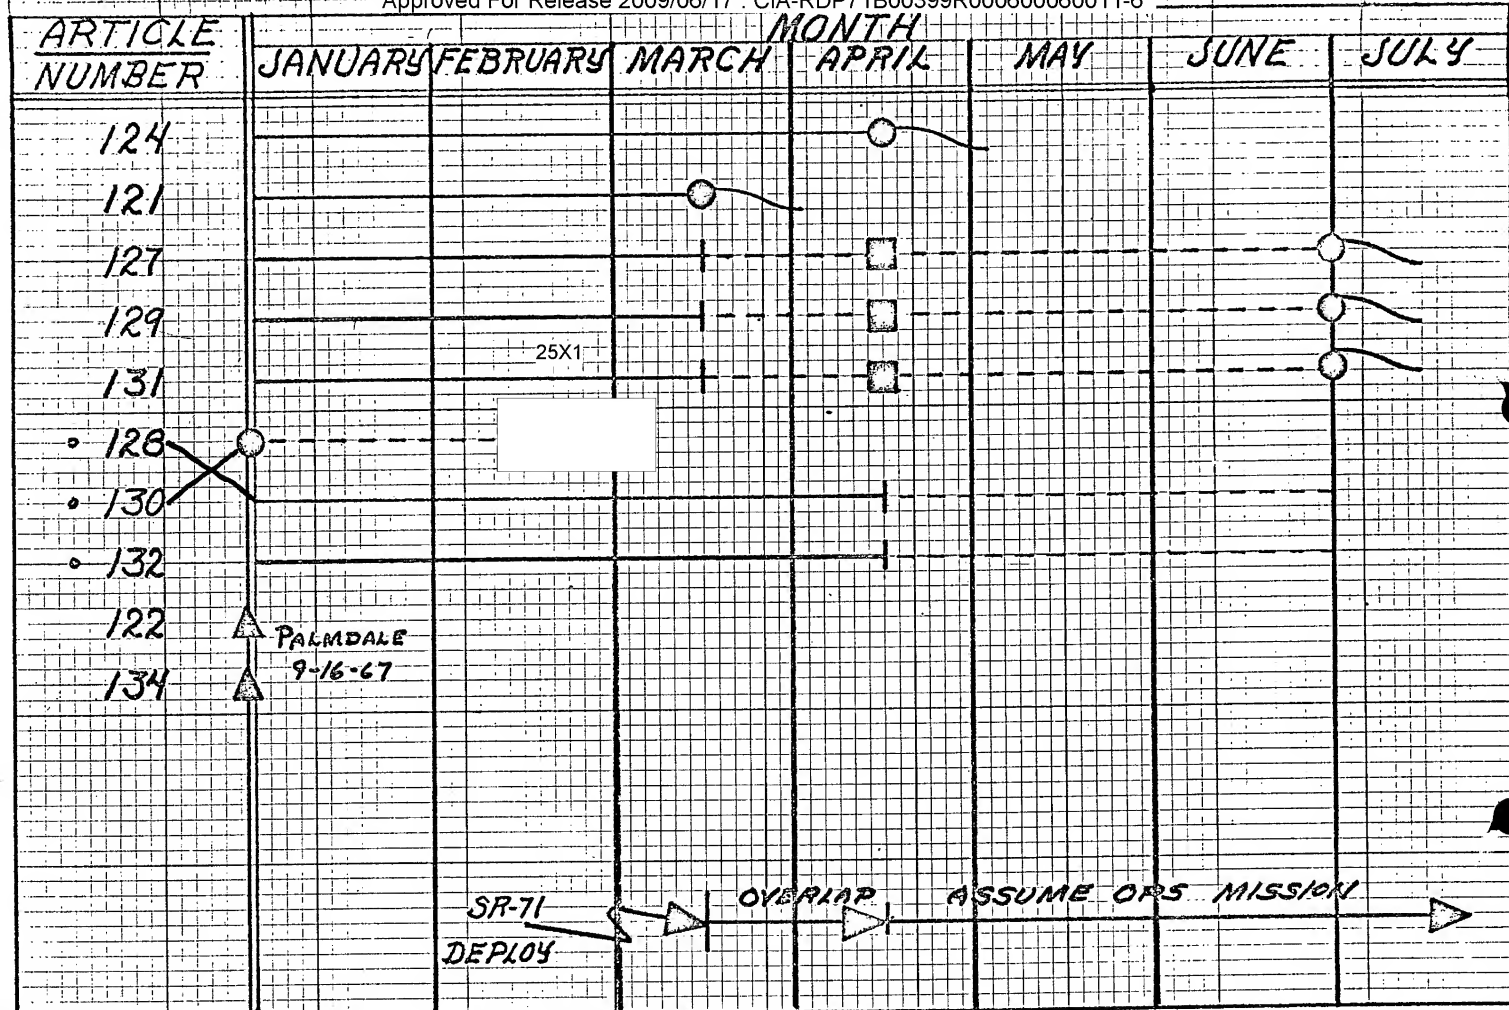 Approved For Release 2009/06/17 : CIA-RDP71B00399R000600060011-6
ARTICLE
NUMBER
MONTH
JANUARY FEBRUARY MARCH APRIL MAY JUNE JULY
124
121
127
129
25X1
131
128
130
132
122
PALMDALE
9-16-67
134
OVERLAP ASSUME OPS MISSION
SR-71
DEPLOY